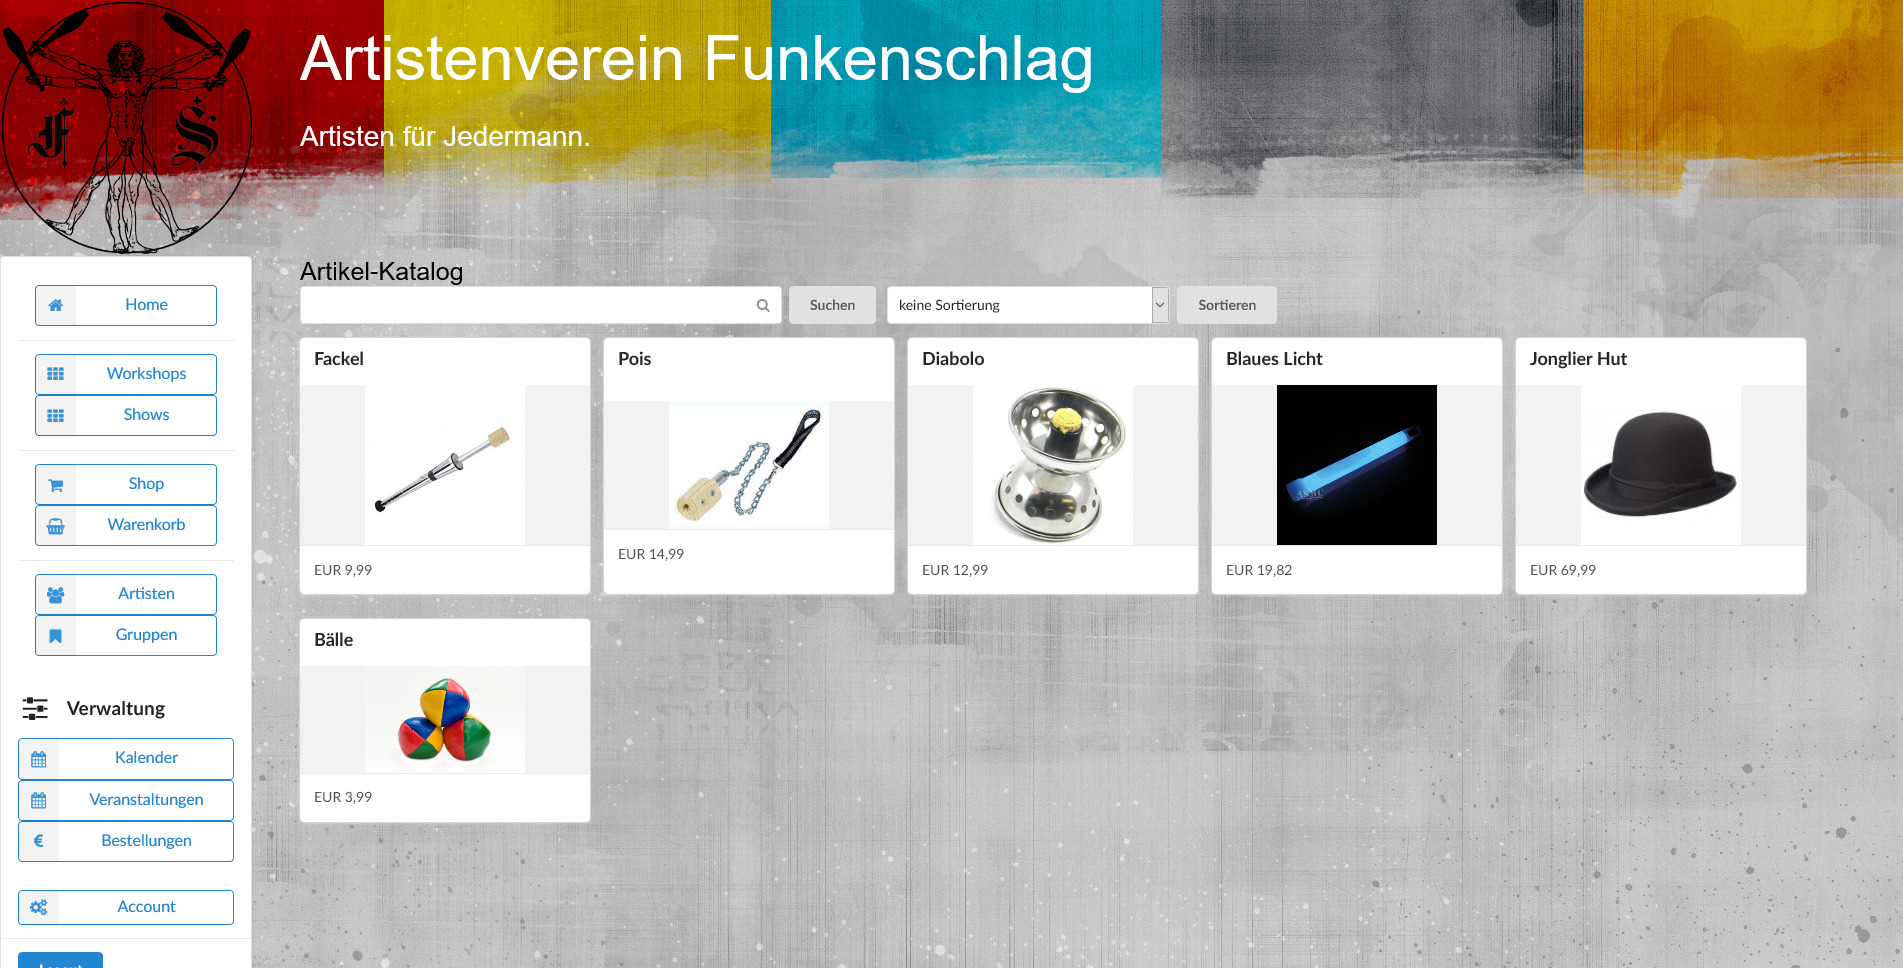 Artistenverein Funkenschlag
Artisten für Jedermann.
F S
Home
Workshops
Shows
Shop
Warenkorb
Artisten
Gruppen
Verwaltung
Kalender
Veranstaltungen
Bestellungen
Account
Artikel-Katalog
Suchen
keine Sortierung
Sortieren
Fackel
EUR 9,99
Pois
EUR 14,99
Diabolo
EUR 12,99
Blaues Licht
EUR 19,82
Jonglier Hut
EUR 69,99
Bälle
EUR 3,99